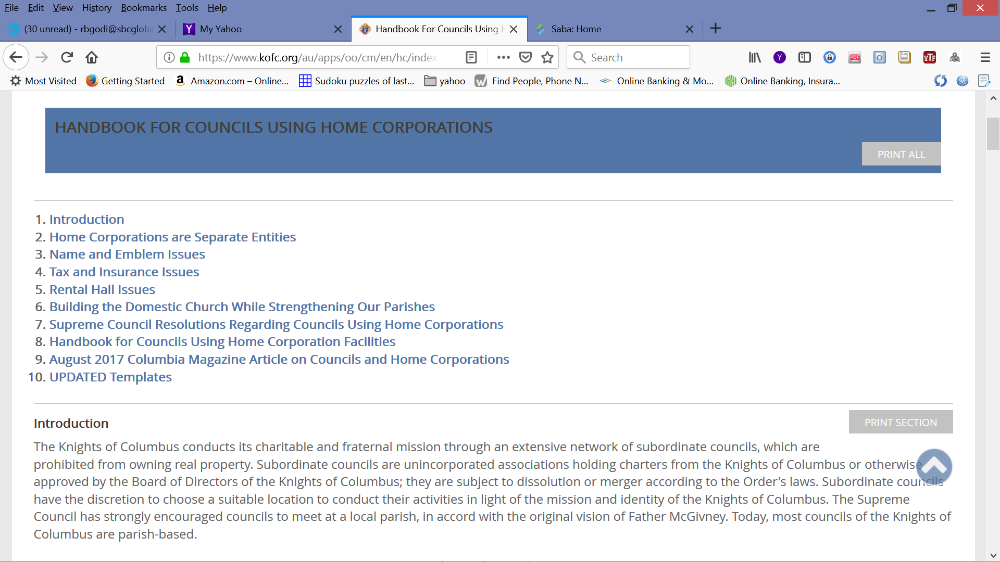 File Edit View History Bookmarks Tools Help
(30 unread) - rbgodi@sbcgloba
My Yahoo
Handbook For Councils Using H
Saba: Home
https://www.kofc.org/au/apps/oo/cm/en/hc/index
Search
Y
PDF
YTF
Most Visited
Getting Started
Amazon.com – Online...
Sudoku puzzles of last...
yahoo
Find People, Phone N...
Online Banking & Mo...
Online Banking, Insura...
HANDBOOK FOR COUNCILS USING HOME CORPORATIONS
PRINT ALL
1. Introduction
2. Home Corporations are Separate Entities
3. Name and Emblem Issues
4. Tax and Insurance Issues
5. Rental Hall Issues
6. Building the Domestic Church While Strengthening Our Parishes
7. Supreme Council Resolutions Regarding Councils Using Home Corporations
8. Handbook for Councils Using Home Corporation Facilities
9. August 2017 Columbia Magazine Article on Councils and Home Corporations
10. UPDATED Templates
Introduction
PRINT SECTION
The Knights of Columbus conducts its charitable and fraternal mission through an extensive network of subordinate councils, which are
prohibited from owning real property. Subordinate councils are unincorporated associations holding charters from the Knights of Columbus or otherwise
approved by the Board of Directors of the Knights of Columbus; they are subject to dissolution or merger according to the Order's laws. Subordinate councils
have the discretion to choose a suitable location to conduct their activities in light of the mission and identity of the Knights of Columbus. The Supreme
Council has strongly encouraged councils to meet at a local parish, in accord with the original vision of Father McGivney. Today, most councils of the Knights of
Columbus are parish-based.